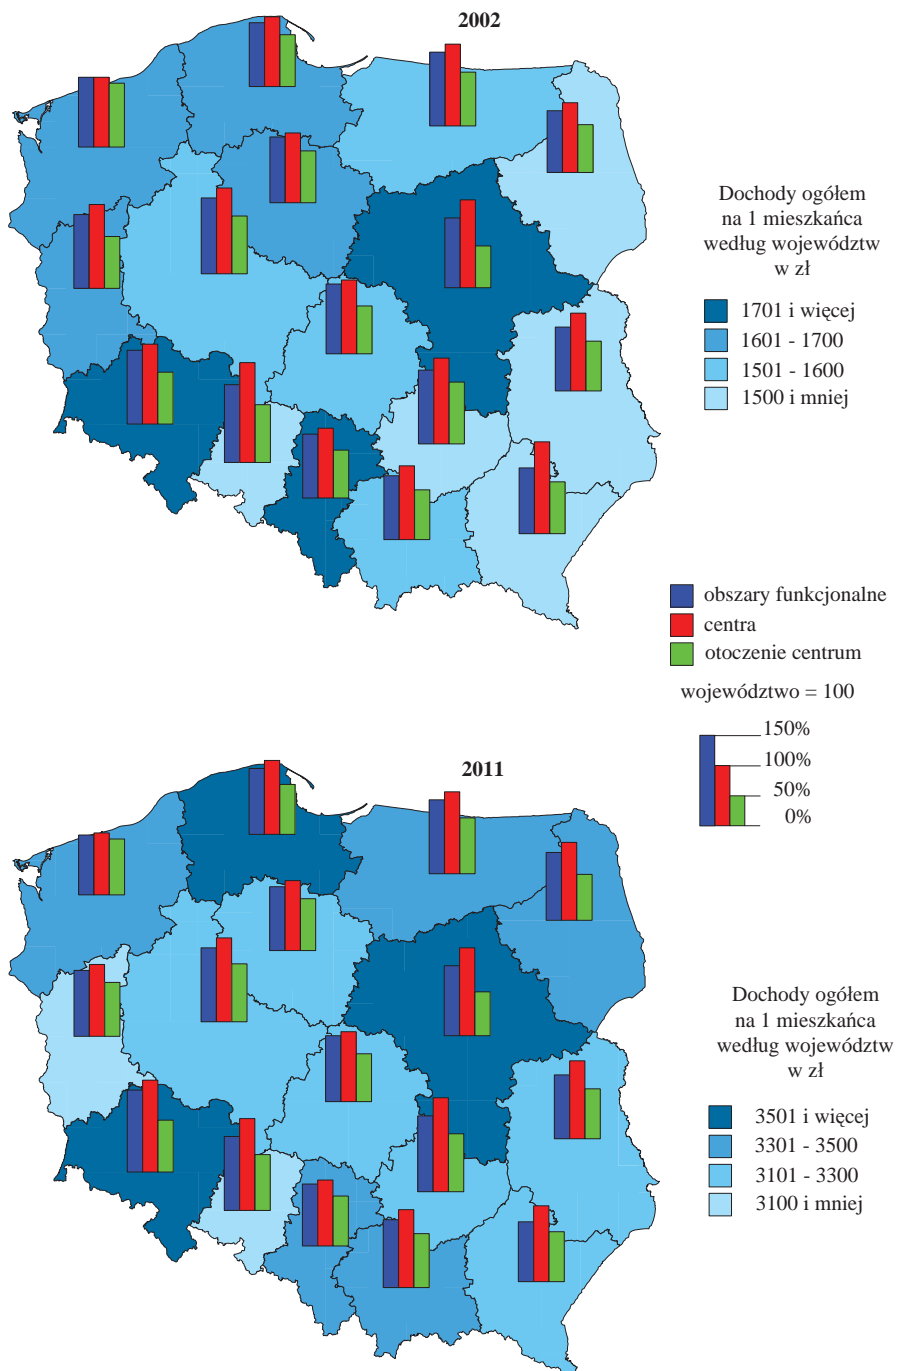 2002
Dochody ogółem
na 1 mieszkańca
według województw
w zł
1701 i więcej
1601 - 1700
1501 - 1600
1500 i mniej
obszary funkcjonalne
centra
otoczenie centrum
województwo = 100
150%
100%
50%
0%
2011
Dochody ogółem
na 1 mieszkańca
według województw
w zł
3501 i więcej
3301 - 3500
3101 - 3300
3100 i mniej